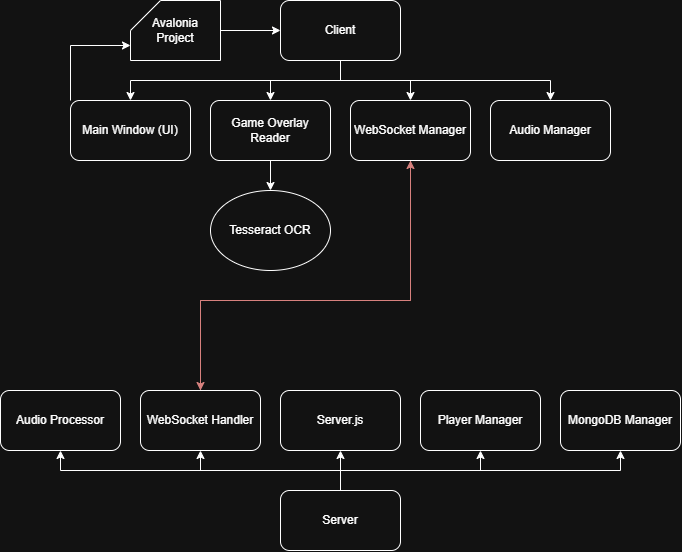 Avalonia
Project
Client
Main Window (UI)
Game Overlay
Reader
WebSocket Manager
Audio Manager
Tesseract OCR
Audio Processor
WebSocket Handler
Server.js
Player Manager
MongoDB Manager
Server